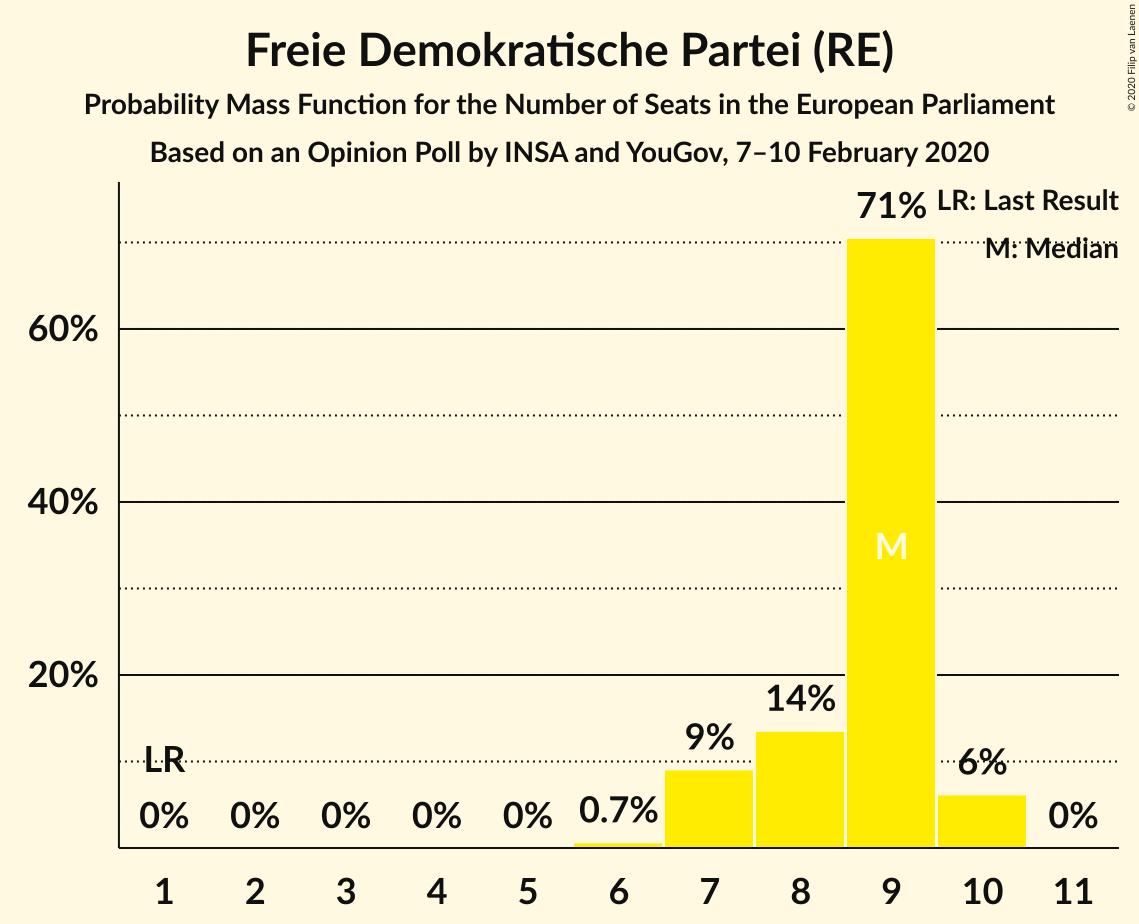 Freie Demokratische Partei (RE)
Probability Mass Function for the Number of Seats in the European Parliament
Based on an Opinion Poll by INSA and YouGov, 7–10 February 2020
© 2020 Filip van Laenen
71%
LR: Last Result
M: Median
60%
40%
M
20%
14%
9%
LR
6%
0%
0%
0%
0%
0%
0.7%
0%
1 2 3 4 5 6 7 8 9 10 11